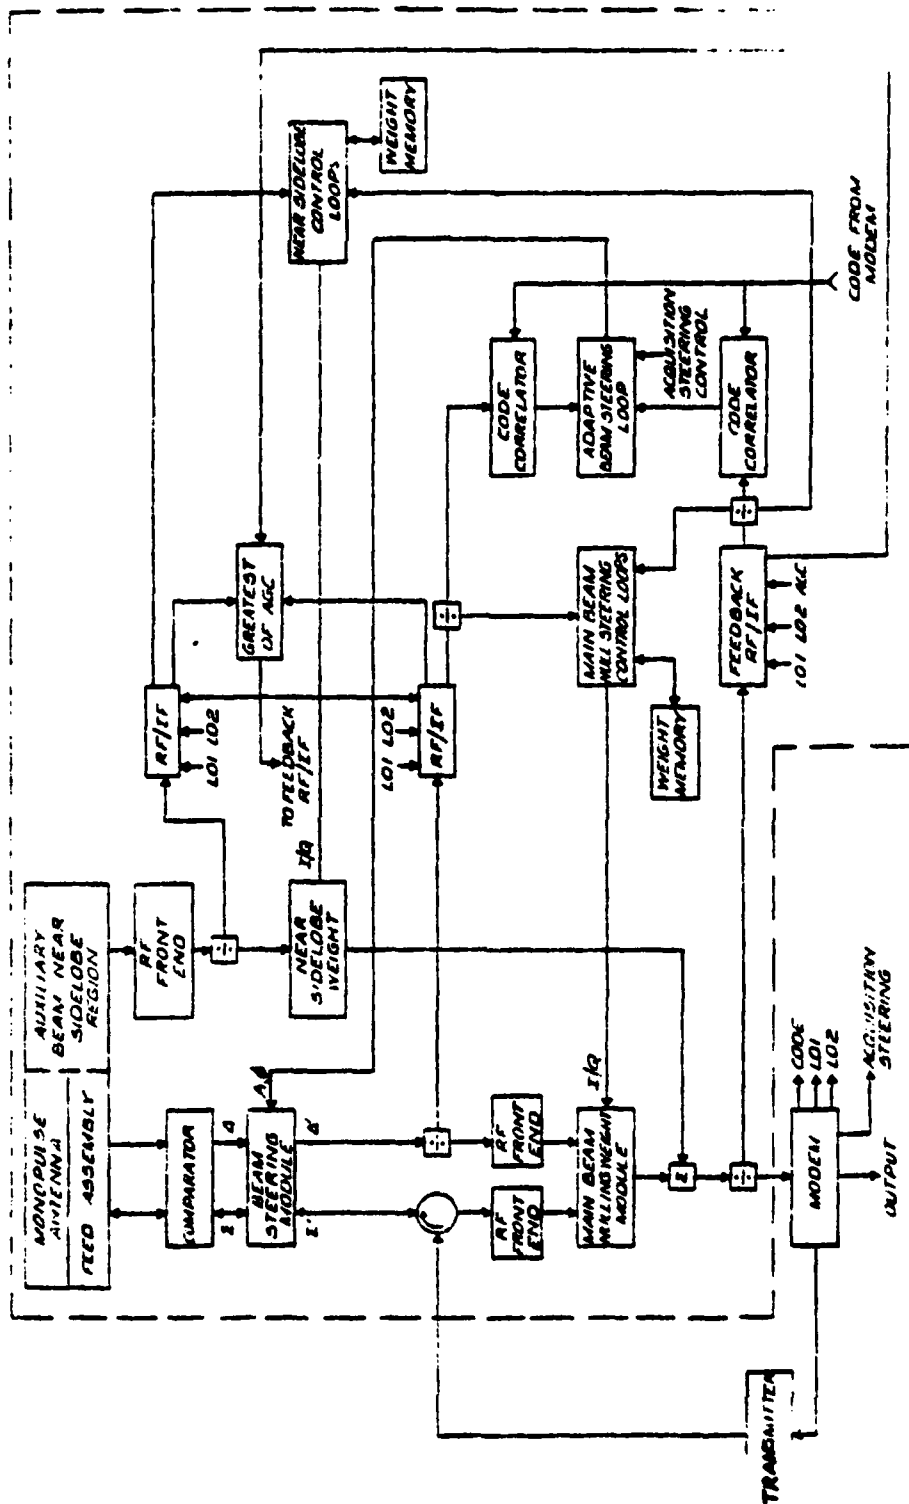 MONOPULSE
ANTENNA
FEED ASSEMBLY
AUXILIARY
BEAM NEAR
SIDELOBE
REGION
COMPARATOR
Σ
Δ
BEAM
STEERING
MODULE
Σ'
Δ'
RF
FRONT
END
÷
NEAR
SIDELOBE
WEIGHT
I/Q
÷
RF
FRONT
END
RF
FRONT
END
MAIN BEAM
NULLING WEIGHT
MODULE
I/Q
Σ
÷
MODEM
CODE
LO1
LO2
ACQUISITION
STEERING
OUTPUT
TRANSMITTER
RF/IF
LO1 LO2
GREATEST
OF AGC
TO FEEDBACK
RF/IF
LO1 LO2
RF/IF
÷
NEAR SIDELOBE
CONTROL
LOOPS
WEIGHT
MEMORY
MAIN BEAM
NULL STEERING
CONTROL LOOPS
WEIGHT
MEMORY
FEEDBACK
RF/IF
LO1 LO2 AGC
÷
CODE
CORRELATOR
ADAPTIVE
BEAM STEERING
LOOP
ACQUISITION
STEERING
CONTROL
CODE
CORRELATOR
CODE FROM
MODEM